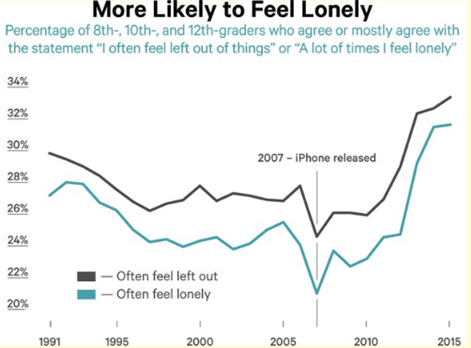 More Likely to Feel Lonely
Percentage of 8th-, 10th-, and 12th-graders who agree or mostly agree with
the statement “I often feel left out of things” or “A lot of times I feel lonely”
34%
32%
30%
2007 – iPhone released
28%
26%
24%
22%
— Often feel left out
— Often feel lonely
20%
1991 1995 2000 2005 2010 2015